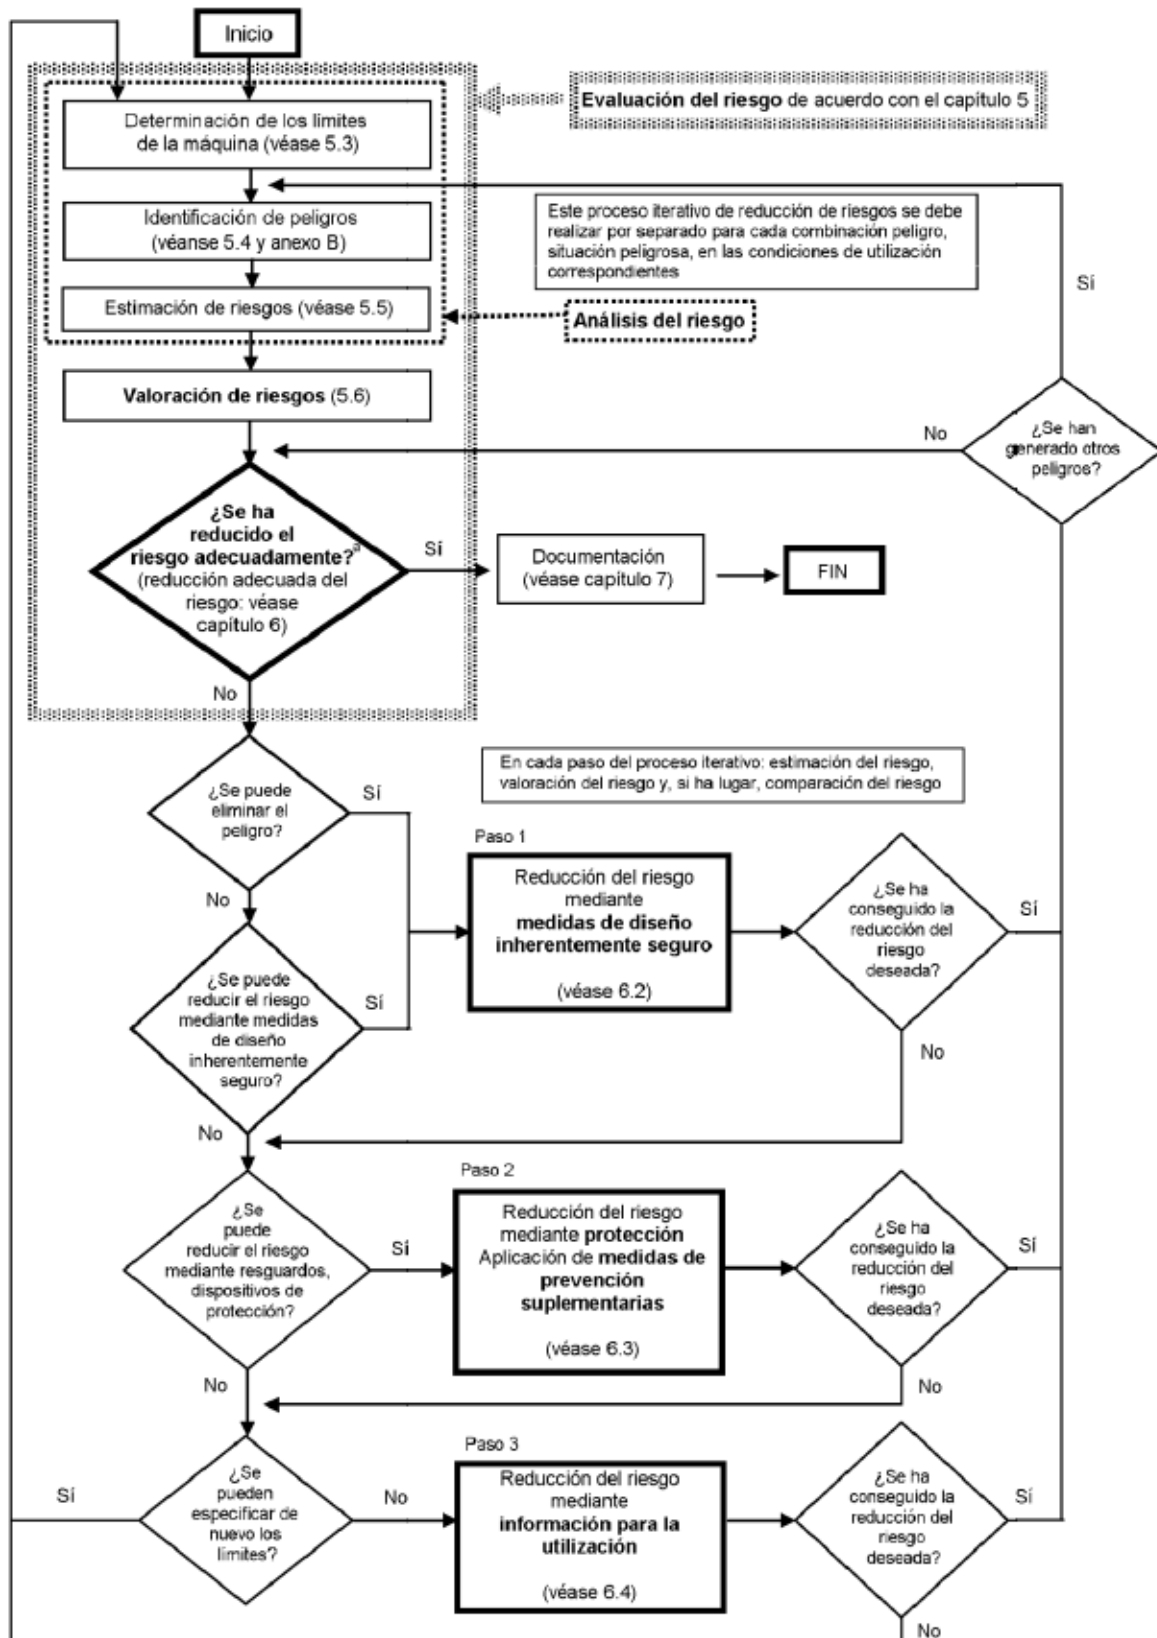 Inicio
Evaluación del riesgo de acuerdo con el capítulo 5
Determinación de los límites
de la máquina (véase 5.3)
Identificación de peligros
(véanse 5.4 y anexo B)
Este proceso iterativo de reducción de riesgos se debe
realizar por separado para cada combinación peligro,
situación peligrosa, en las condiciones de utilización
correspondientes
Sí
Estimación de riesgos (véase 5.5)
Análisis del riesgo
Valoración de riesgos (5.6)
No
¿Se han
generado otros
peligros?
¿Se ha
reducido el
riesgo adecuadamente?a
(reducción adecuada del
riesgo: véase
capítulo 6)
Sí
Documentación
(véase capítulo 7)
FIN
No
En cada paso del proceso iterativo: estimación del riesgo,
valoración del riesgo y, si ha lugar, comparación del riesgo
¿Se puede
eliminar el
peligro?
Sí
No
Paso 1
Reducción del riesgo
mediante
medidas de diseño
inherentemente seguro
(véase 6.2)
¿Se ha
conseguido la
reducción del
riesgo
deseada?
Sí
No
¿Se puede
reducir el riesgo
mediante medidas
de diseño
inherentemente
seguro?
Sí
No
Paso 2
¿Se
puede
reducir el riesgo
mediante resguardos,
dispositivos de
protección?
Sí
Reducción del riesgo
mediante protección
Aplicación de medidas de
prevención
suplementarias
(véase 6.3)
¿Se ha
conseguido la
reducción del
riesgo
deseada?
Sí
No
No
Paso 3
Sí
¿Se
pueden
especificar de
nuevo los
límites?
No
Reducción del riesgo
mediante
información para la
utilización
(véase 6.4)
¿Se ha
conseguido la
reducción del
riesgo
deseada?
Sí
No